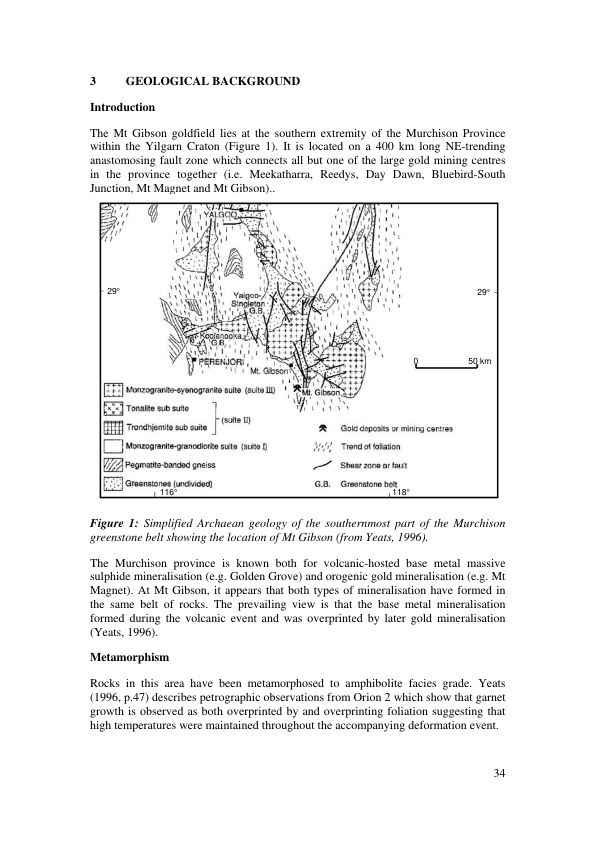 3 GEOLOGICAL BACKGROUND
Introduction
The Mt Gibson goldfield lies at the southern extremity of the Murchison Province
within the Yilgarn Craton (Figure 1). It is located on a 400 km long NE-trending
anastomosing fault zone which connects all but one of the large gold mining centres
in the province together (i.e. Meekatharra, Reedys, Day Dawn, Bluebird-South
Junction, Mt Magnet and Mt Gibson)..
YALGOO
29°
29°
Yalgoo-
Singleton
G.B.
Koolanooka
G.B.
PERENJORI
Mt. Gibson
0 50 km
Mt. Gibson
Monzogranite-syenogranite suite (suite III)
Tonalite sub suite
(suite II)
Trondhjemite sub suite
Monzogranite-granodiorite suite (suite I)
Pegmatite-banded gneiss
Greenstones (undivided)
Gold deposits or mining centres
Trend of foliation
Shear zone or fault
G.B. Greenstone belt
116°
118°
Figure 1: Simplified Archaean geology of the southernmost part of the Murchison
greenstone belt showing the location of Mt Gibson (from Yeats, 1996).
The Murchison province is known both for volcanic-hosted base metal massive
sulphide mineralisation (e.g. Golden Grove) and orogenic gold mineralisation (e.g. Mt
Magnet). At Mt Gibson, it appears that both types of mineralisation have formed in
the same belt of rocks. The prevailing view is that the base metal mineralisation
formed during the volcanic event and was overprinted by later gold mineralisation
(Yeats, 1996).
Metamorphism
Rocks in this area have been metamorphosed to amphibolite facies grade. Yeats
(1996, p.47) describes petrographic observations from Orion 2 which show that garnet
growth is observed as both overprinted by and overprinting foliation suggesting that
high temperatures were maintained throughout the accompanying deformation event.
34